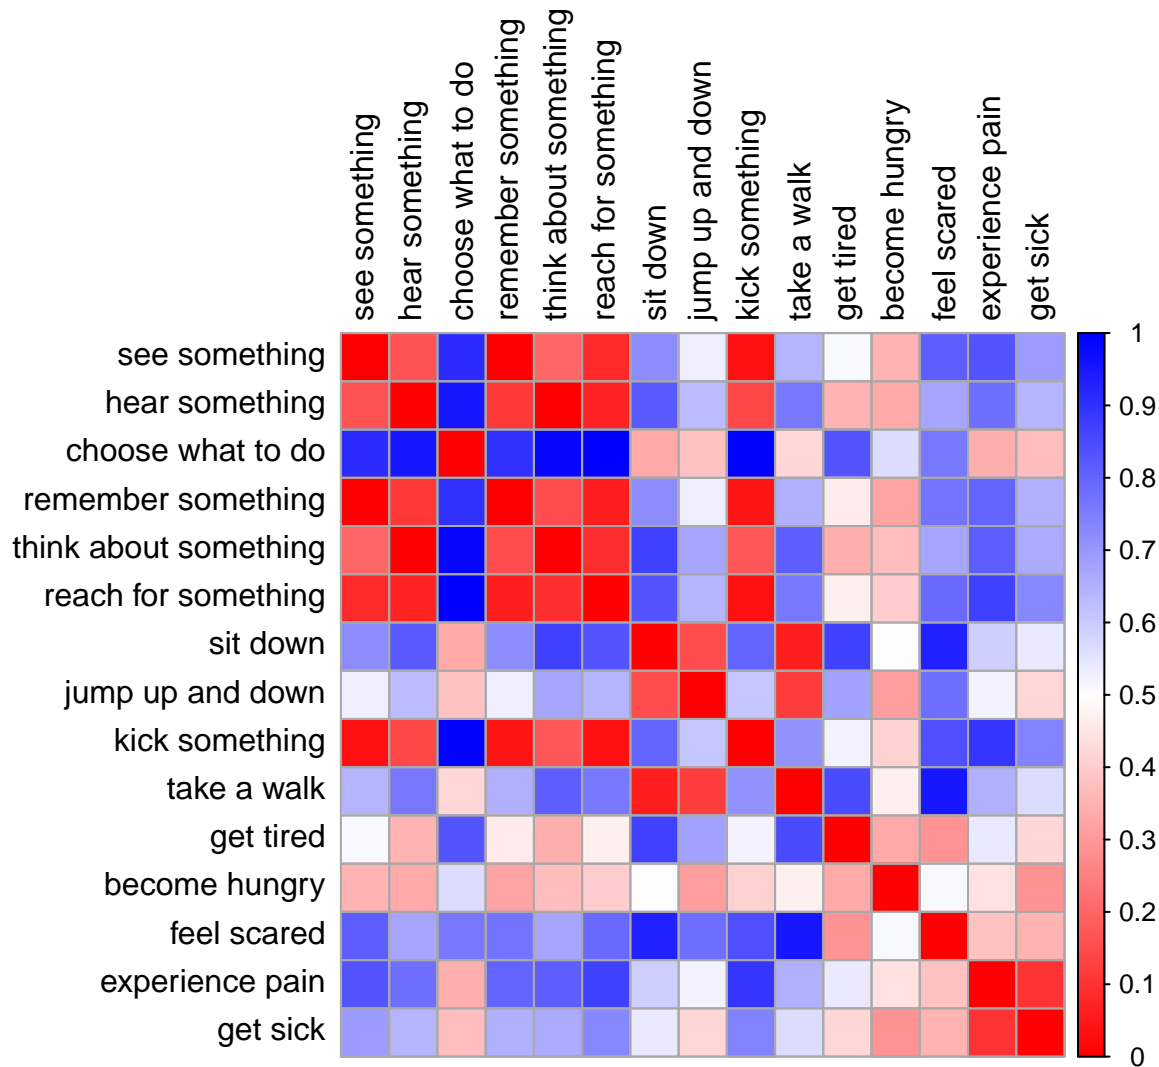 see something
hear something
choose what to do
remember something
think about something
reach for something
sit down
jump up and down
kick something
take a walk
get tired
become hungry
feel scared
experience pain
get sick
see something
hear something
choose what to do
remember something
think about something
reach for something
sit down
jump up and down
kick something
take a walk
get tired
become hungry
feel scared
experience pain
get sick
1
0.9
0.8
0.7
0.6
0.5
0.4
0.3
0.2
0.1
0